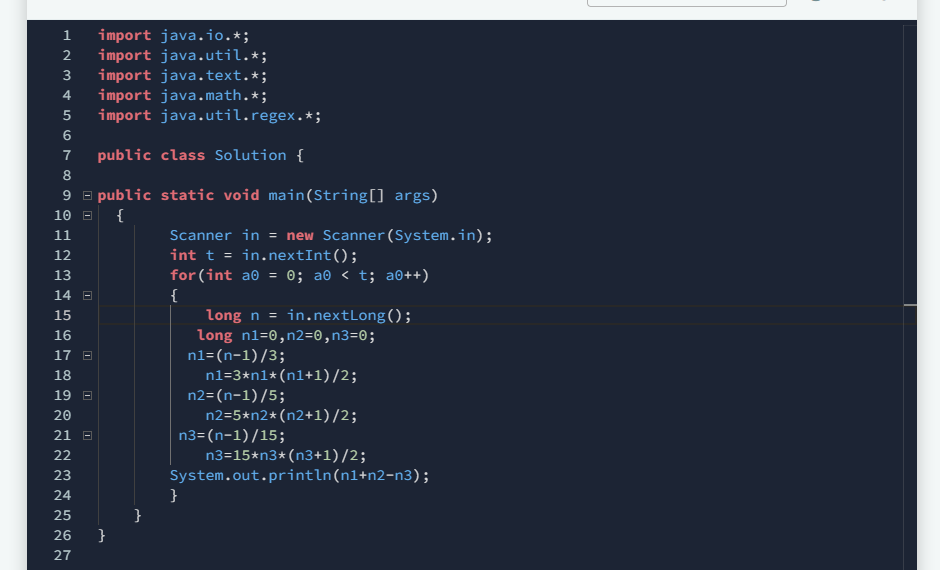 1 import java.io.*;
2 import java.util.*;
3 import java.text.*;
4 import java.math.*;
5 import java.util.regex.*;
6
7 public class Solution {
8
9 public static void main(String[] args)
10 {
11 Scanner in = new Scanner(System.in);
12 int t = in.nextInt();
13 for(int a0 = 0; a0 < t; a0++)
14 {
15 long n = in.nextLong();
16 long n1=0,n2=0,n3=0;
17 n1=(n-1)/3;
18 n1=3*n1*(n1+1)/2;
19 n2=(n-1)/5;
20 n2=5*n2*(n2+1)/2;
21 n3=(n-1)/15;
22 n3=15*n3*(n3+1)/2;
23 System.out.println(n1+n2-n3);
24 }
25 }
26 }
27